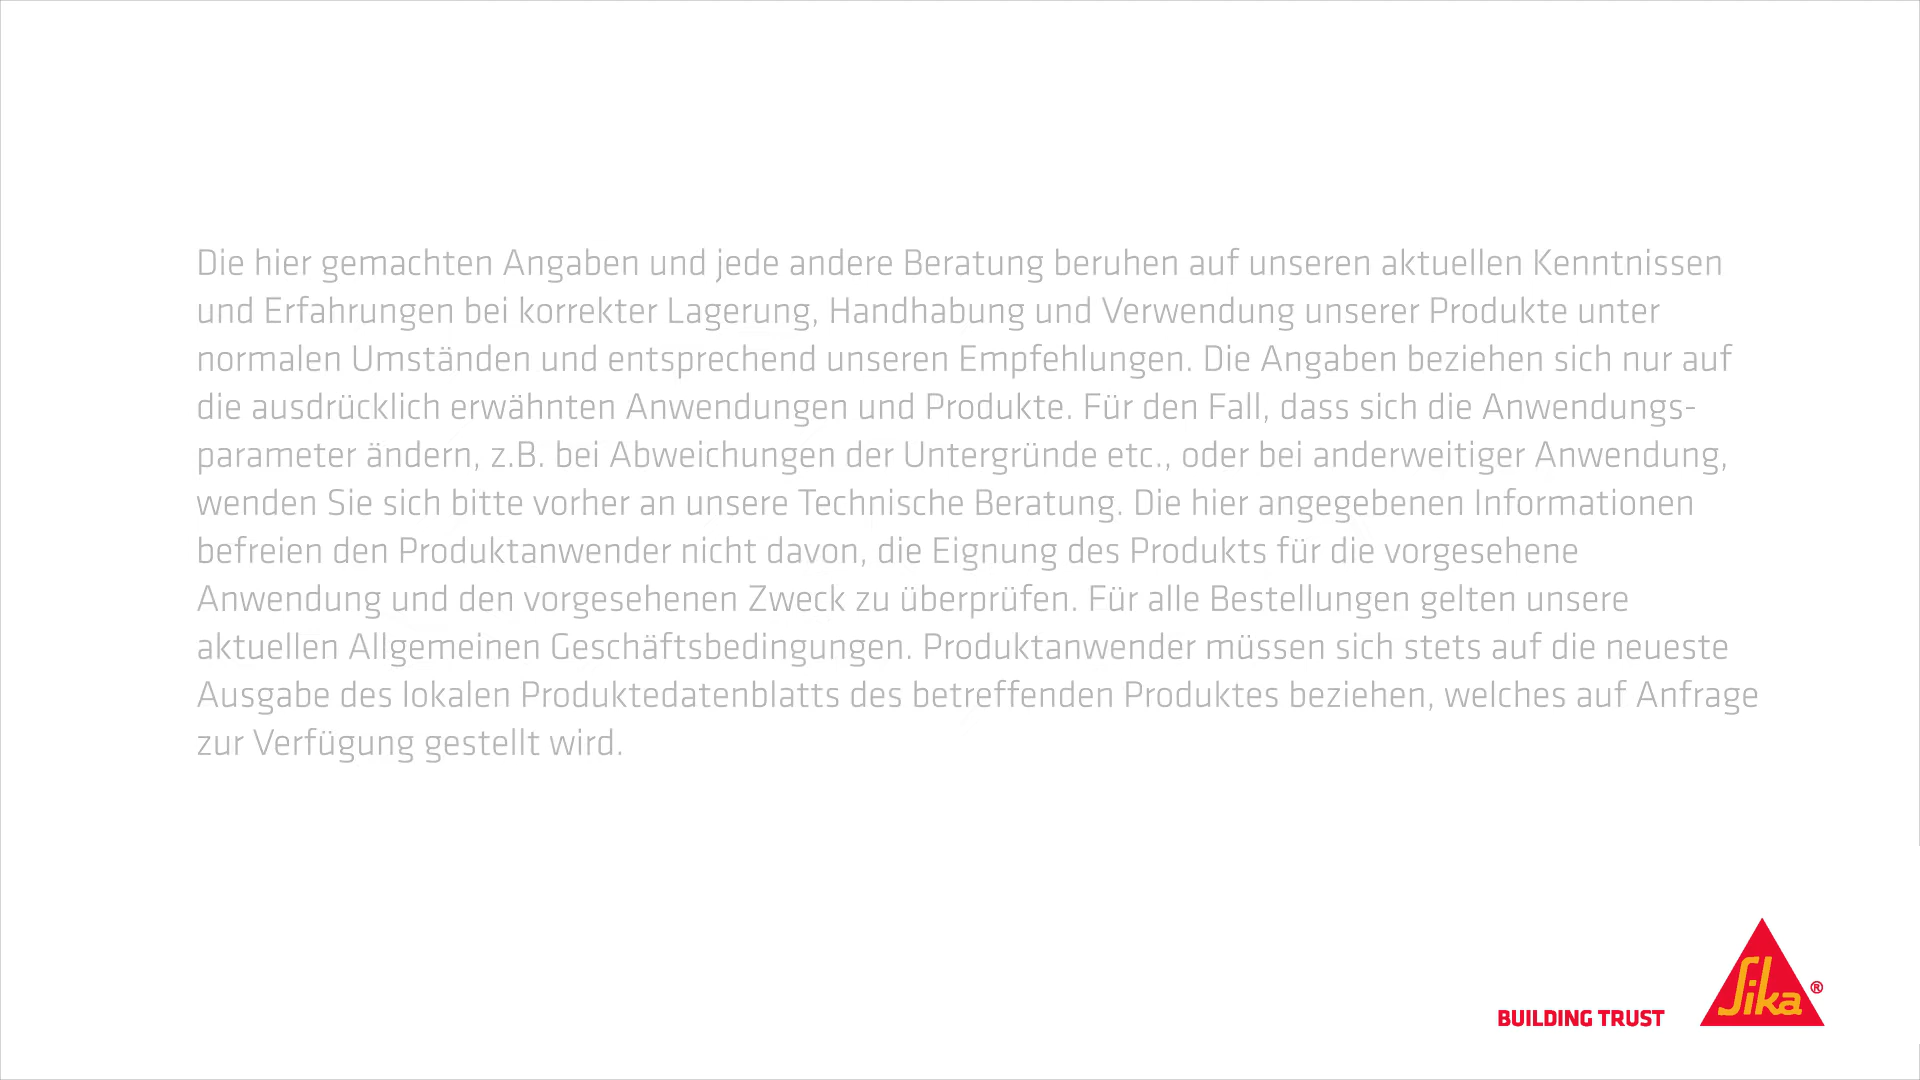 Die hier gemachten Angaben und jede andere Beratung beruhen auf unseren aktuellen Kenntnissen
und Erfahrungen bei korrekter Lagerung, Handhabung und Verwendung unserer Produkte unter
normalen Umständen und entsprechend unseren Empfehlungen. Die Angaben beziehen sich nur auf
die ausdrücklich erwähnten Anwendungen und Produkte. Für den Fall, dass sich die Anwendungs-
parameter ändern, z.B. bei Abweichungen der Untergründe etc., oder bei anderweitiger Anwendung,
wenden Sie sich bitte vorher an unsere Technische Beratung. Die hier angegebenen Informationen
befreien den Produktanwender nicht davon, die Eignung des Produkts für die vorgesehene
Anwendung und den vorgesehenen Zweck zu überprüfen. Für alle Bestellungen gelten unsere
aktuellen Allgemeinen Geschäftsbedingungen. Produktanwender müssen sich stets auf die neueste
Ausgabe des lokalen Produktedatenblatts des betreffenden Produktes beziehen, welches auf Anfrage
zur Verfügung gestellt wird.
BUILDING TRUST
Sika®